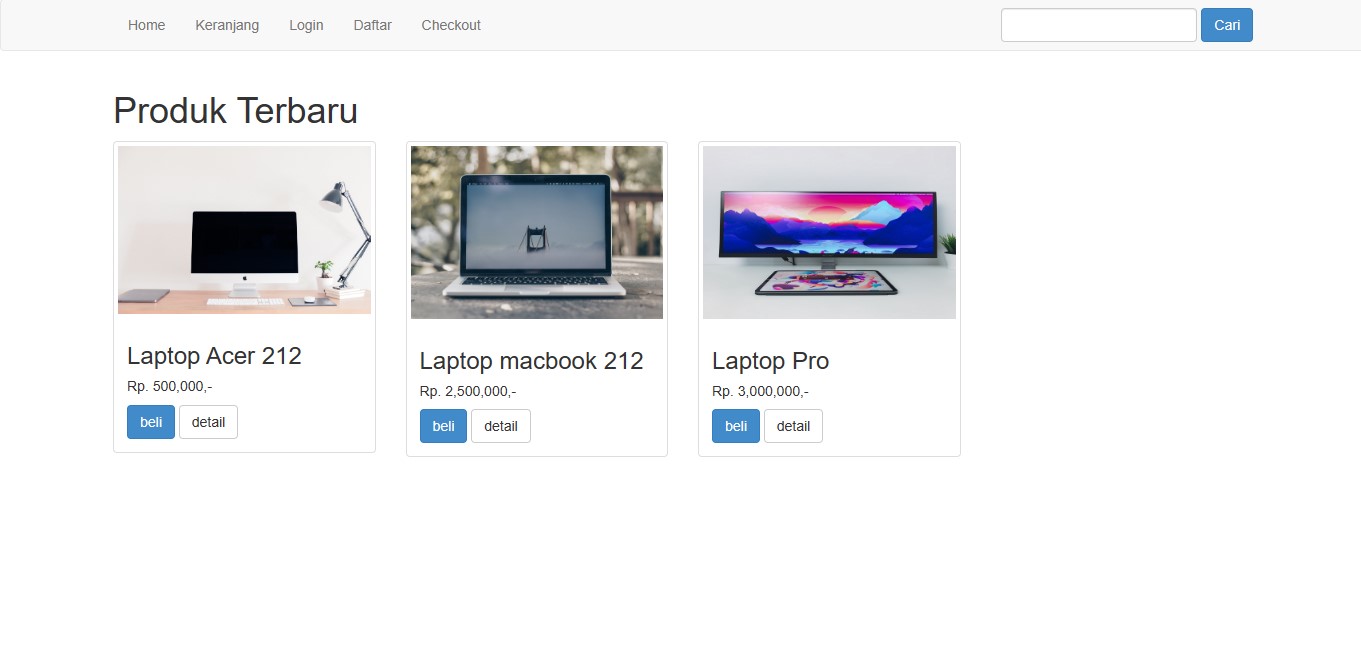 Home Keranjang Login Daftar Checkout Cari
Produk Terbaru
Laptop Acer 212
Rp. 500,000,-
beli detail
Laptop macbook 212
Rp. 2,500,000,-
beli detail
Laptop Pro
Rp. 3,000,000,-
beli detail